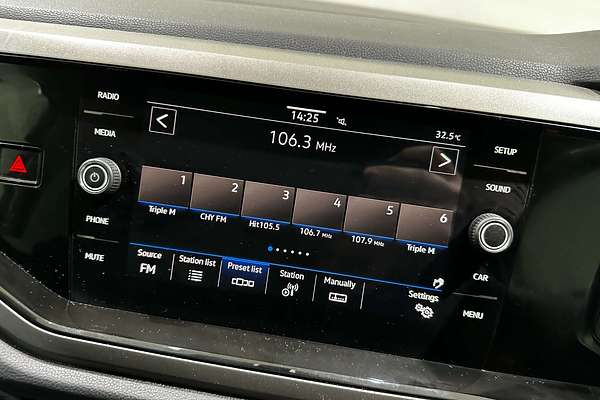 RADIO
MEDIA
PHONE
MUTE
14:25
32.5°C
< 106.3 MHz >
1 2 3 4 5 6
Triple M CHY FM Hit105.5 106.7 MHz 107.9 MHz Triple M
Source FM
Station list
Preset list
Station
Manually
Settings
SETUP
SOUND
CAR
MENU